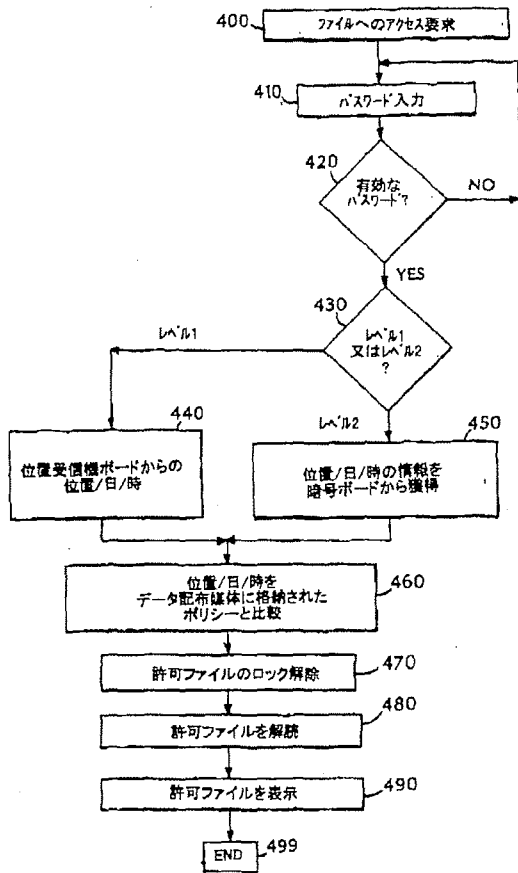 400
ファイルへのアクセス要求
410
パスワード入力
420
有効な
パスワード?
NO
YES
430
レベル1
又はレベル2
?
レベル1
レベル2
440
位置受信機ボードからの
位置/日/時
450
位置/日/時の情報を
暗号ボードから獲得
460
位置/日/時を
データ配布媒体に格納された
ポリシーと比較
470
許可ファイルのロック解除
480
許可ファイルを解読
490
許可ファイルを表示
END
499